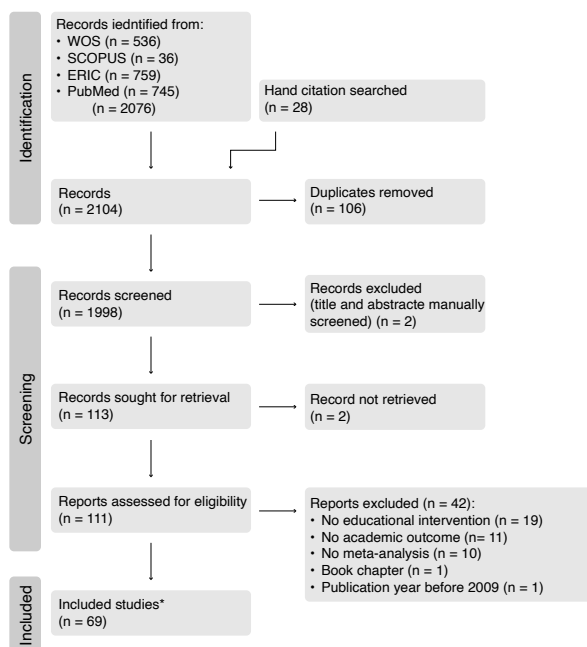 Identification
Records iedntified from:
• WOS (n = 536)
• SCOPUS (n = 36)
• ERIC (n = 759)
• PubMed (n = 745)
(n = 2076)
Hand citation searched
(n = 28)
Records
(n = 2104)
Duplicates removed
(n = 106)
Screening
Records screened
(n = 1998)
Records excluded
(title and abstracte manually
screened) (n = 2)
Records sought for retrieval
(n = 113)
Record not retrieved
(n = 2)
Reports assessed for eligibility
(n = 111)
Reports excluded (n = 42):
• No educational intervention (n = 19)
• No academic outcome (n= 11)
• No meta-analysis (n = 10)
• Book chapter (n = 1)
• Publication year before 2009 (n = 1)
Included
Included studies*
(n = 69)